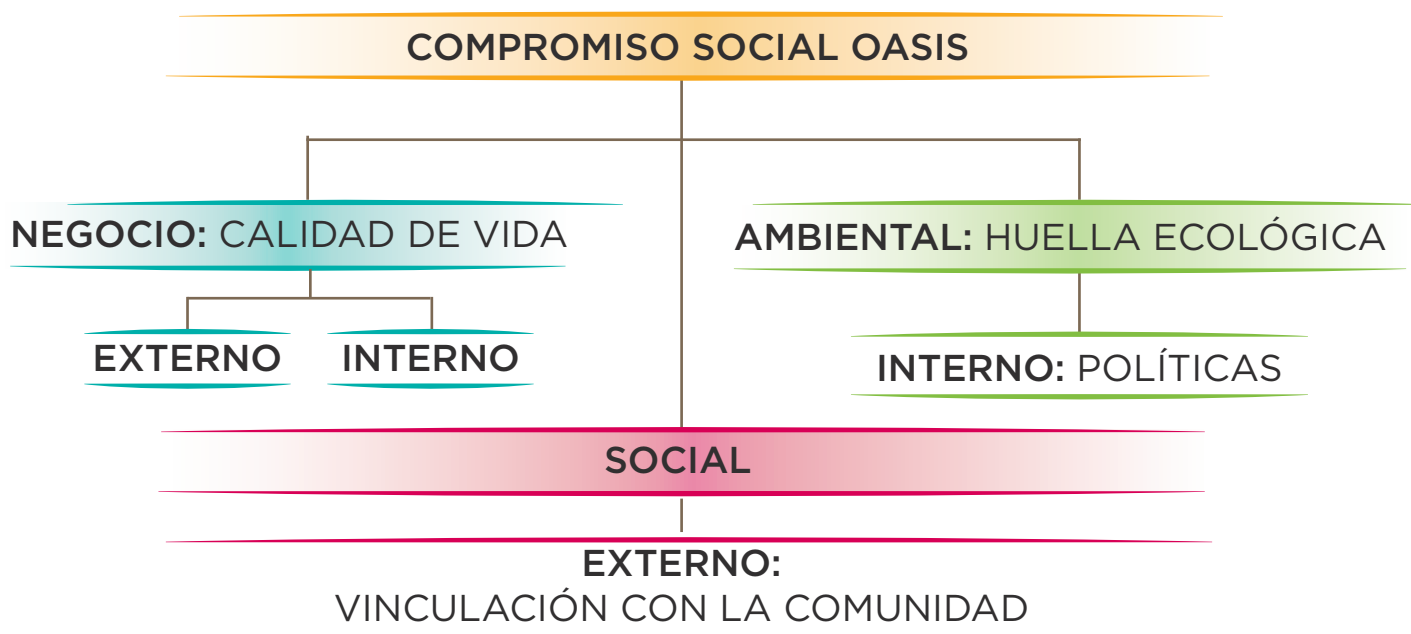 COMPROMISO SOCIAL OASIS
NEGOCIO: CALIDAD DE VIDA
AMBIENTAL: HUELLA ECOLÓGICA
EXTERNO
INTERNO
INTERNO: POLÍTICAS
SOCIAL
EXTERNO:
VINCULACIÓN CON LA COMUNIDAD